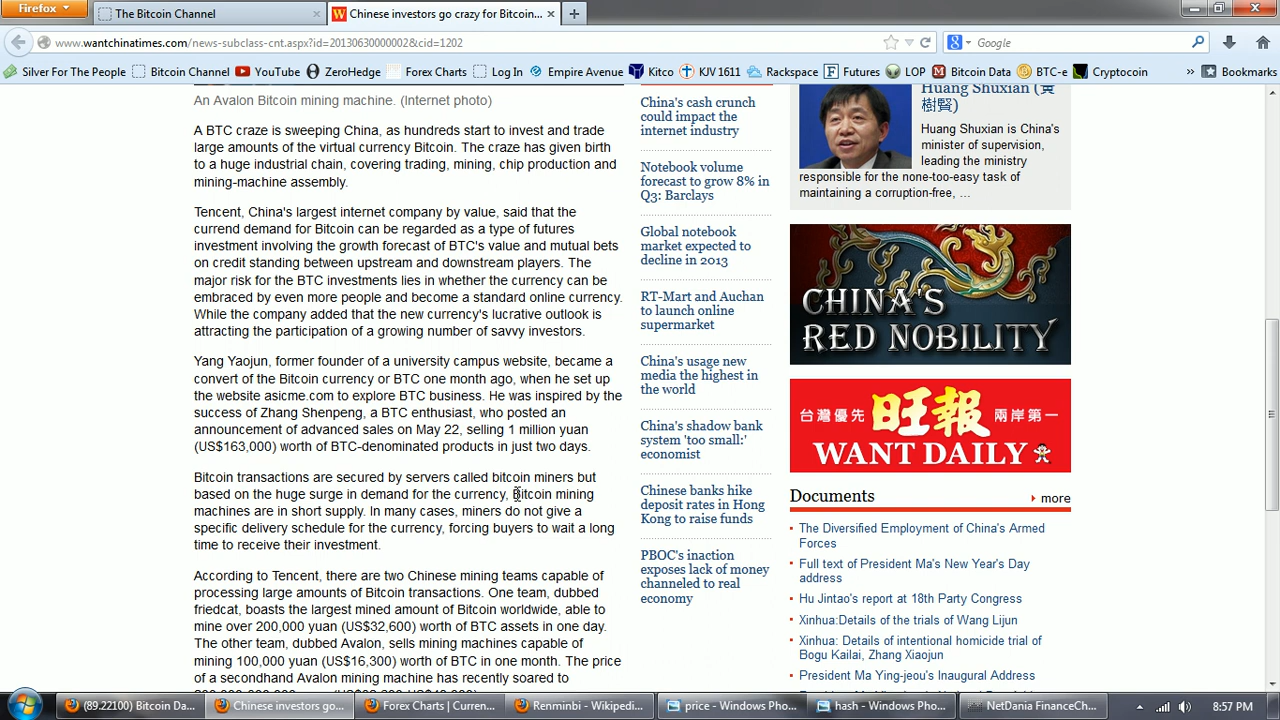 Firefox
The Bitcoin Channel
Chinese investors go crazy for Bitcoin...
www.wantchinatimes.com/news-subclass-cnt.aspx?id=20130630000002&cid=1202
Google
Silver For The People
Bitcoin Channel
YouTube
ZeroHedge
Forex Charts
Log In
Empire Avenue
Kitco
KJV 1611
Rackspace
Futures
LOP
Bitcoin Data
BTC-e
Cryptocoin
»
Bookmarks
An Avalon Bitcoin mining machine. (Internet photo)
A BTC craze is sweeping China, as hundreds start to invest and trade
large amounts of the virtual currency Bitcoin. The craze has given birth
to a huge industrial chain, covering trading, mining, chip production and
mining-machine assembly.
Tencent, China's largest internet company by value, said that the
currend demand for Bitcoin can be regarded as a type of futures
investment involving the growth forecast of BTC's value and mutual bets
on credit standing between upstream and downstream players. The
major risk for the BTC investments lies in whether the currency can be
embraced by even more people and become a standard online currency.
While the company added that the new currency's lucrative outlook is
attracting the participation of a growing number of savvy investors.
Yang Yaojun, former founder of a university campus website, became a
convert of the Bitcoin currency or BTC one month ago, when he set up
the website asicme.com to explore BTC business. He was inspired by the
success of Zhang Shenpeng, a BTC enthusiast, who posted an
announcement of advanced sales on May 22, selling 1 million yuan
(US$163,000) worth of BTC-denominated products in just two days.
Bitcoin transactions are secured by servers called bitcoin miners but
based on the huge surge in demand for the currency, Bitcoin mining
machines are in short supply. In many cases, miners do not give a
specific delivery schedule for the currency, forcing buyers to wait a long
time to receive their investment.
According to Tencent, there are two Chinese mining teams capable of
processing large amounts of Bitcoin transactions. One team, dubbed
friedcat, boasts the largest mined amount of Bitcoin worldwide, able to
mine over 200,000 yuan (US$32,600) worth of BTC assets in one day.
The other team, dubbed Avalon, sells mining machines capable of
mining 100,000 yuan (US$16,300) worth of BTC in one month. The price
of a secondhand Avalon mining machine has recently soared to
China's cash crunch
could impact the
internet industry
Notebook volume
forecast to grow 8% in
Q3: Barclays
Global notebook
market expected to
decline in 2013
RT-Mart and Auchan
to launch online
supermarket
China's usage new
media the highest in
the world
China's shadow bank
system 'too small:'
economist
Chinese banks hike
deposit rates in Hong
Kong to raise funds
PBOC's inaction
exposes lack of money
channeled to real
economy
Huang Shuxian (黃
樹賢)
Huang Shuxian is China's
minister of supervision,
leading the ministry
responsible for the none-too-easy task of
maintaining a corruption-free, ...
CHINA'S
RED NOBILITY
台灣優先 旺報 兩岸第一
WANT DAILY
Documents
more
The Diversified Employment of China's Armed
Forces
Full text of President Ma's New Year's Day
address
Hu Jintao's report at 18th Party Congress
Xinhua:Details of the trials of Wang Lijun
Xinhua: Details of intentional homicide trial of
Bogu Kailai, Zhang Xiaojun
President Ma Ying-jeou's Inaugural Address
(89.22100) Bitcoin Da...
Chinese investors go...
Forex Charts | Curren...
Renminbi - Wikipedi...
price - Windows Pho...
hash - Windows Pho...
NetDania FinanceCh...
8:57 PM